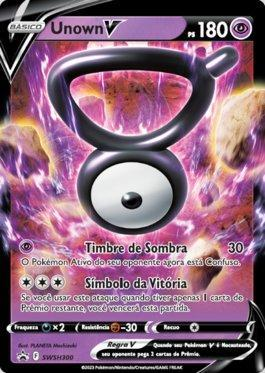 BÁSICO
Unown V PS 180
Timbre de Sombra 30
O Pokémon Ativo do seu oponente agora está Confuso.
Símbolo da Vitória
Se você usar este ataque quando tiver apenas 1 carta de
Prêmio restante, você vencerá esta partida.
Fraqueza ×2 Resistência -30 Recuo
Ilus. PLANETA Mochizuki
Regra V Quando seu Pokémon V é Nocauteado,
seu oponente pega 2 cartas de Prêmio.
F SWSH300
©2023 Pokémon/Nintendo/Creatures/GAME FREAK